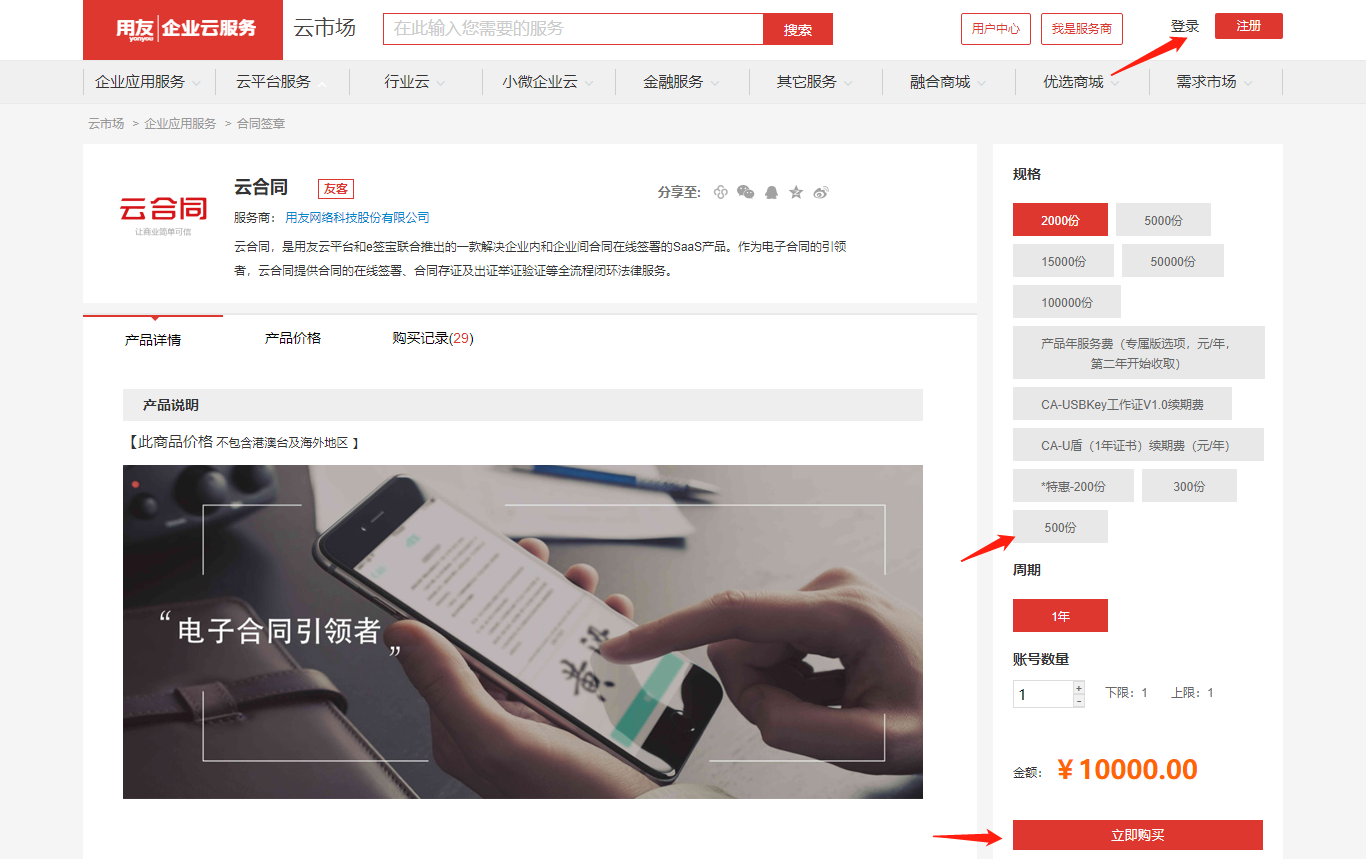 用友 企业云服务
yonyou
云市场
在此输入您需要的服务
搜索
用户中心
我是服务商
登录
注册
企业应用服务
云平台服务
行业云
小微企业云
金融服务
其它服务
融合商城
优选商城
需求市场
云市场 > 企业应用服务 > 合同签章
云合同
让商业简单可信
云合同
友客
服务商： 用友网络科技股份有限公司
云合同，是用友云平台和e签宝联合推出的一款解决企业内和企业间合同在线签署的SaaS产品。作为电子合同的引领
者，云合同提供合同的在线签署、合同存证及出证举证验证等全流程闭环法律服务。
分享至:
产品详情
产品价格
购买记录(29)
产品说明
【此商品价格 不包含港澳台及海外地区 】
“电子合同引领者”
规格
2000份
5000份
15000份
50000份
100000份
产品年服务费（专属版选项，元/年，
第二年开始收取）
CA-USBKey工作证V1.0续期费
CA-U盾（1年证书）续期费（元/年）
*特惠-200份
300份
500份
周期
1年
账号数量
1
+
-
下限：1
上限：1
金额： ¥10000.00
立即购买